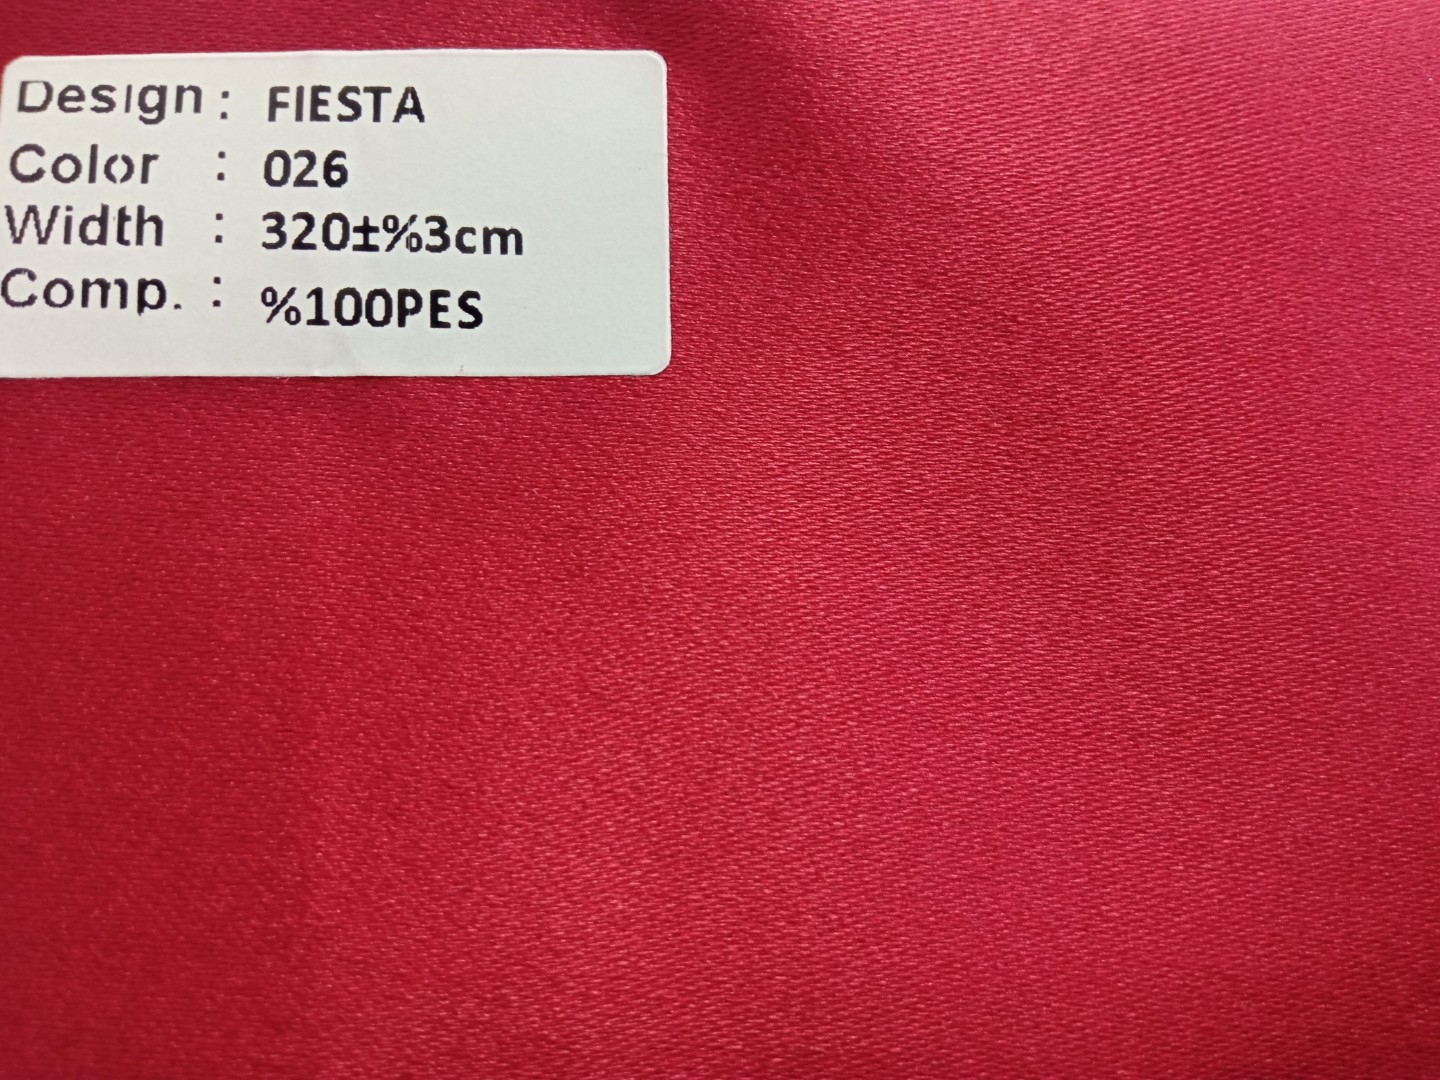 Design : FIESTA
Color : 026
Width : 320±%3cm
Comp. : %100PES